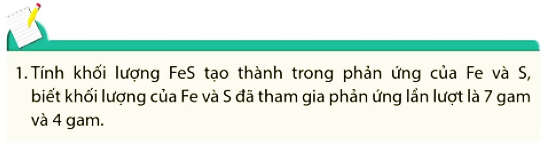 1. Tính khối lượng FeS tạo thành trong phản ứng của Fe và S,
biết khối lượng của Fe và S đã tham gia phản ứng lần lượt là 7 gam
và 4 gam.